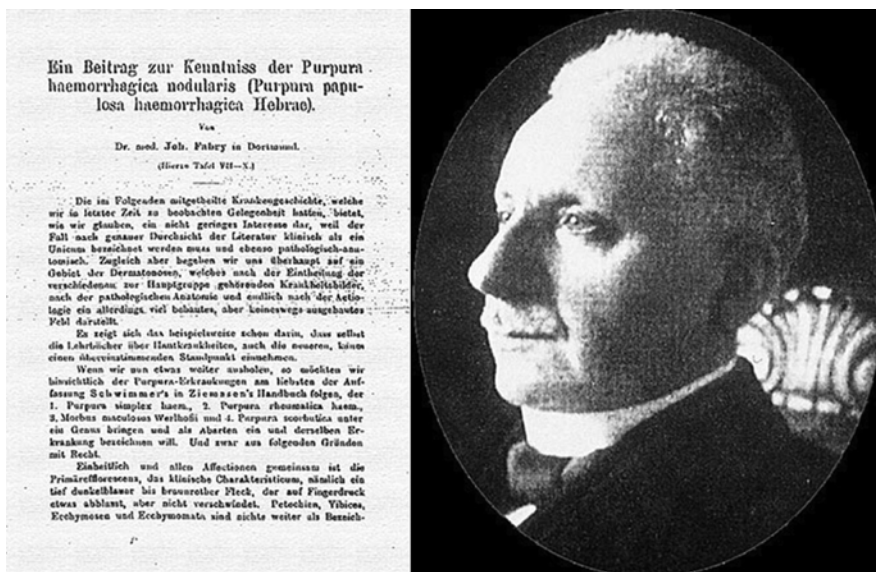 Ein Beitrag zur Kenntniss der Purpura
haemorrhagica nodularis (Purpura papu-
losa haemorrhagica Hebrae).
Von
Dr. med. Joh. Fabry in Dortmund.
(Hierzu Tafel VII—X.)
Die im Folgenden mitgetheilte Krankengeschichte, welche
wir in letzter Zeit zu beobachten Gelegenheit hatten, bietet,
wie wir glauben, ein nicht geringes Interesse dar, weil der
Fall nach genauer Durchsicht der Literatur klinisch als ein
Unicum bezeichnet werden muss und ebenso pathologisch-ana-
tomisch. Zugleich aber begeben wir uns überhaupt auf ein
Gebiet der Dermatonosen, welches nach der Eintheilung der
verschiedenen zur Hauptgruppe gehörenden Krankheitsbilder,
nach der pathologischen Anatomie und endlich nach der Aetio-
logie ein allerdings viel bebautes, aber keineswegs ausgebautes
Feld darstellt.
Es zeigt sich das beispielsweise schon darin, dass selbst
die Lehrbücher über Hautkrankheiten, auch die neueren, keinen
einen übereinstimmenden Standpunkt einnehmen.
Wenn wir nun etwas weiter ausholen, so möchten wir
hinsichtlich der Purpura-Erkrankungen am liebsten der Auf-
fassung Schwimmer's in Ziemssen's Handbuch folgen, der
1. Purpura simplex haem., 2. Purpura rheumatica haem.,
3. Morbus maculosus Werlhofii und 4. Purpura scorbutica unter
ein Genus bringen und als Abarten ein und derselben Er-
krankung bezeichnen will. Und zwar aus folgenden Gründen
mit Recht.
Einheitlich und allen Affectionen gemeinsam ist die
Primärefflorescens, das klinische Charakteristicum, nämlich ein
tief dunkelblauer bis braunrother Fleck, der auf Fingerdruck
etwas abblasst, aber nicht verschwindet. Petechien, Vibices,
Ecchymosen und Ecchymomata sind nichts weiter als Bezeich-